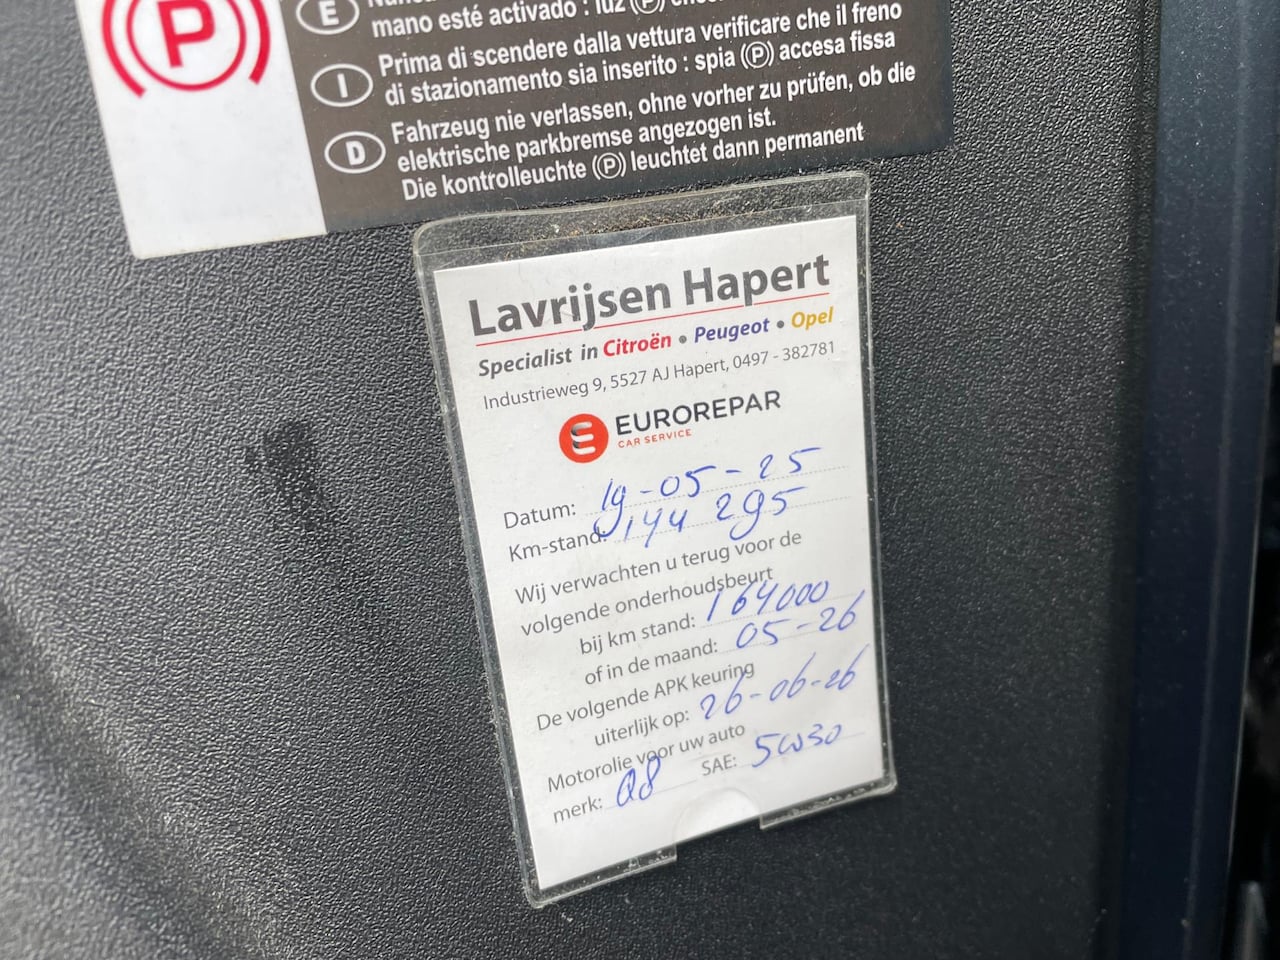 P
E
mano esté activado : luz (P)
I Prima di scendere dalla vettura verificare che il freno
di stazionamento sia inserito : spia (P) accesa fissa
D Fahrzeug nie verlassen, ohne vorher zu prüfen, ob die
elektrische parkbremse angezogen ist.
Die kontrolleuchte (P) leuchtet dann permanent
Lavrijsen Hapert
Specialist in Citroën • Peugeot • Opel
Industrieweg 9, 5527 AJ Hapert, 0497 - 382781
EUROREPAR
CAR SERVICE
Datum: 19-05-25
Km-stand: 144 295
Wij verwachten u terug voor de
volgende onderhoudsbeurt
bij km stand: 164000
of in de maand: 05-26
De volgende APK keuring
uiterlijk op: 26-06-26
Motorolie voor uw auto
merk: Q8 SAE: 5w30